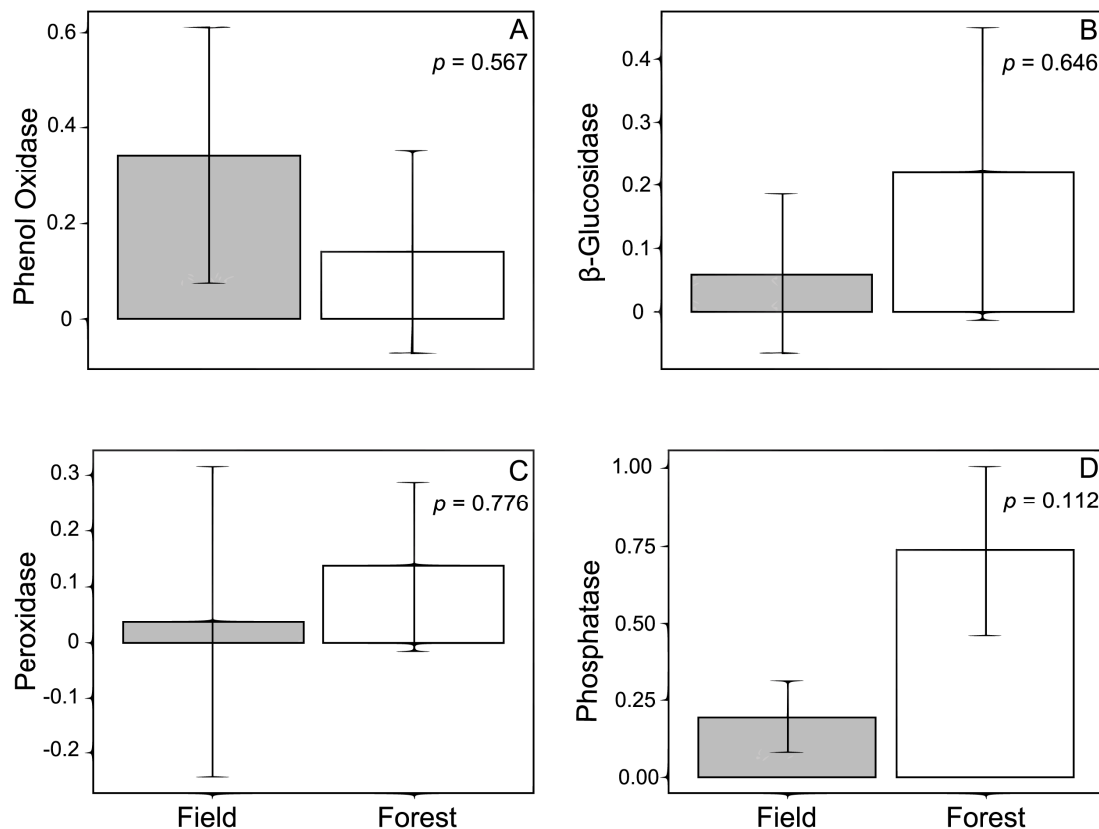 A
p = 0.567
Phenol Oxidase
0.6
0.4
0.2
0
B
p = 0.646
β-Glucosidase
0.4
0.3
0.2
0.1
0
C
p = 0.776
Peroxidase
0.3
0.2
0.1
0
-0.1
-0.2
Field
Forest
D
p = 0.112
Phosphatase
1.00
0.75
0.50
0.25
0.00
Field
Forest